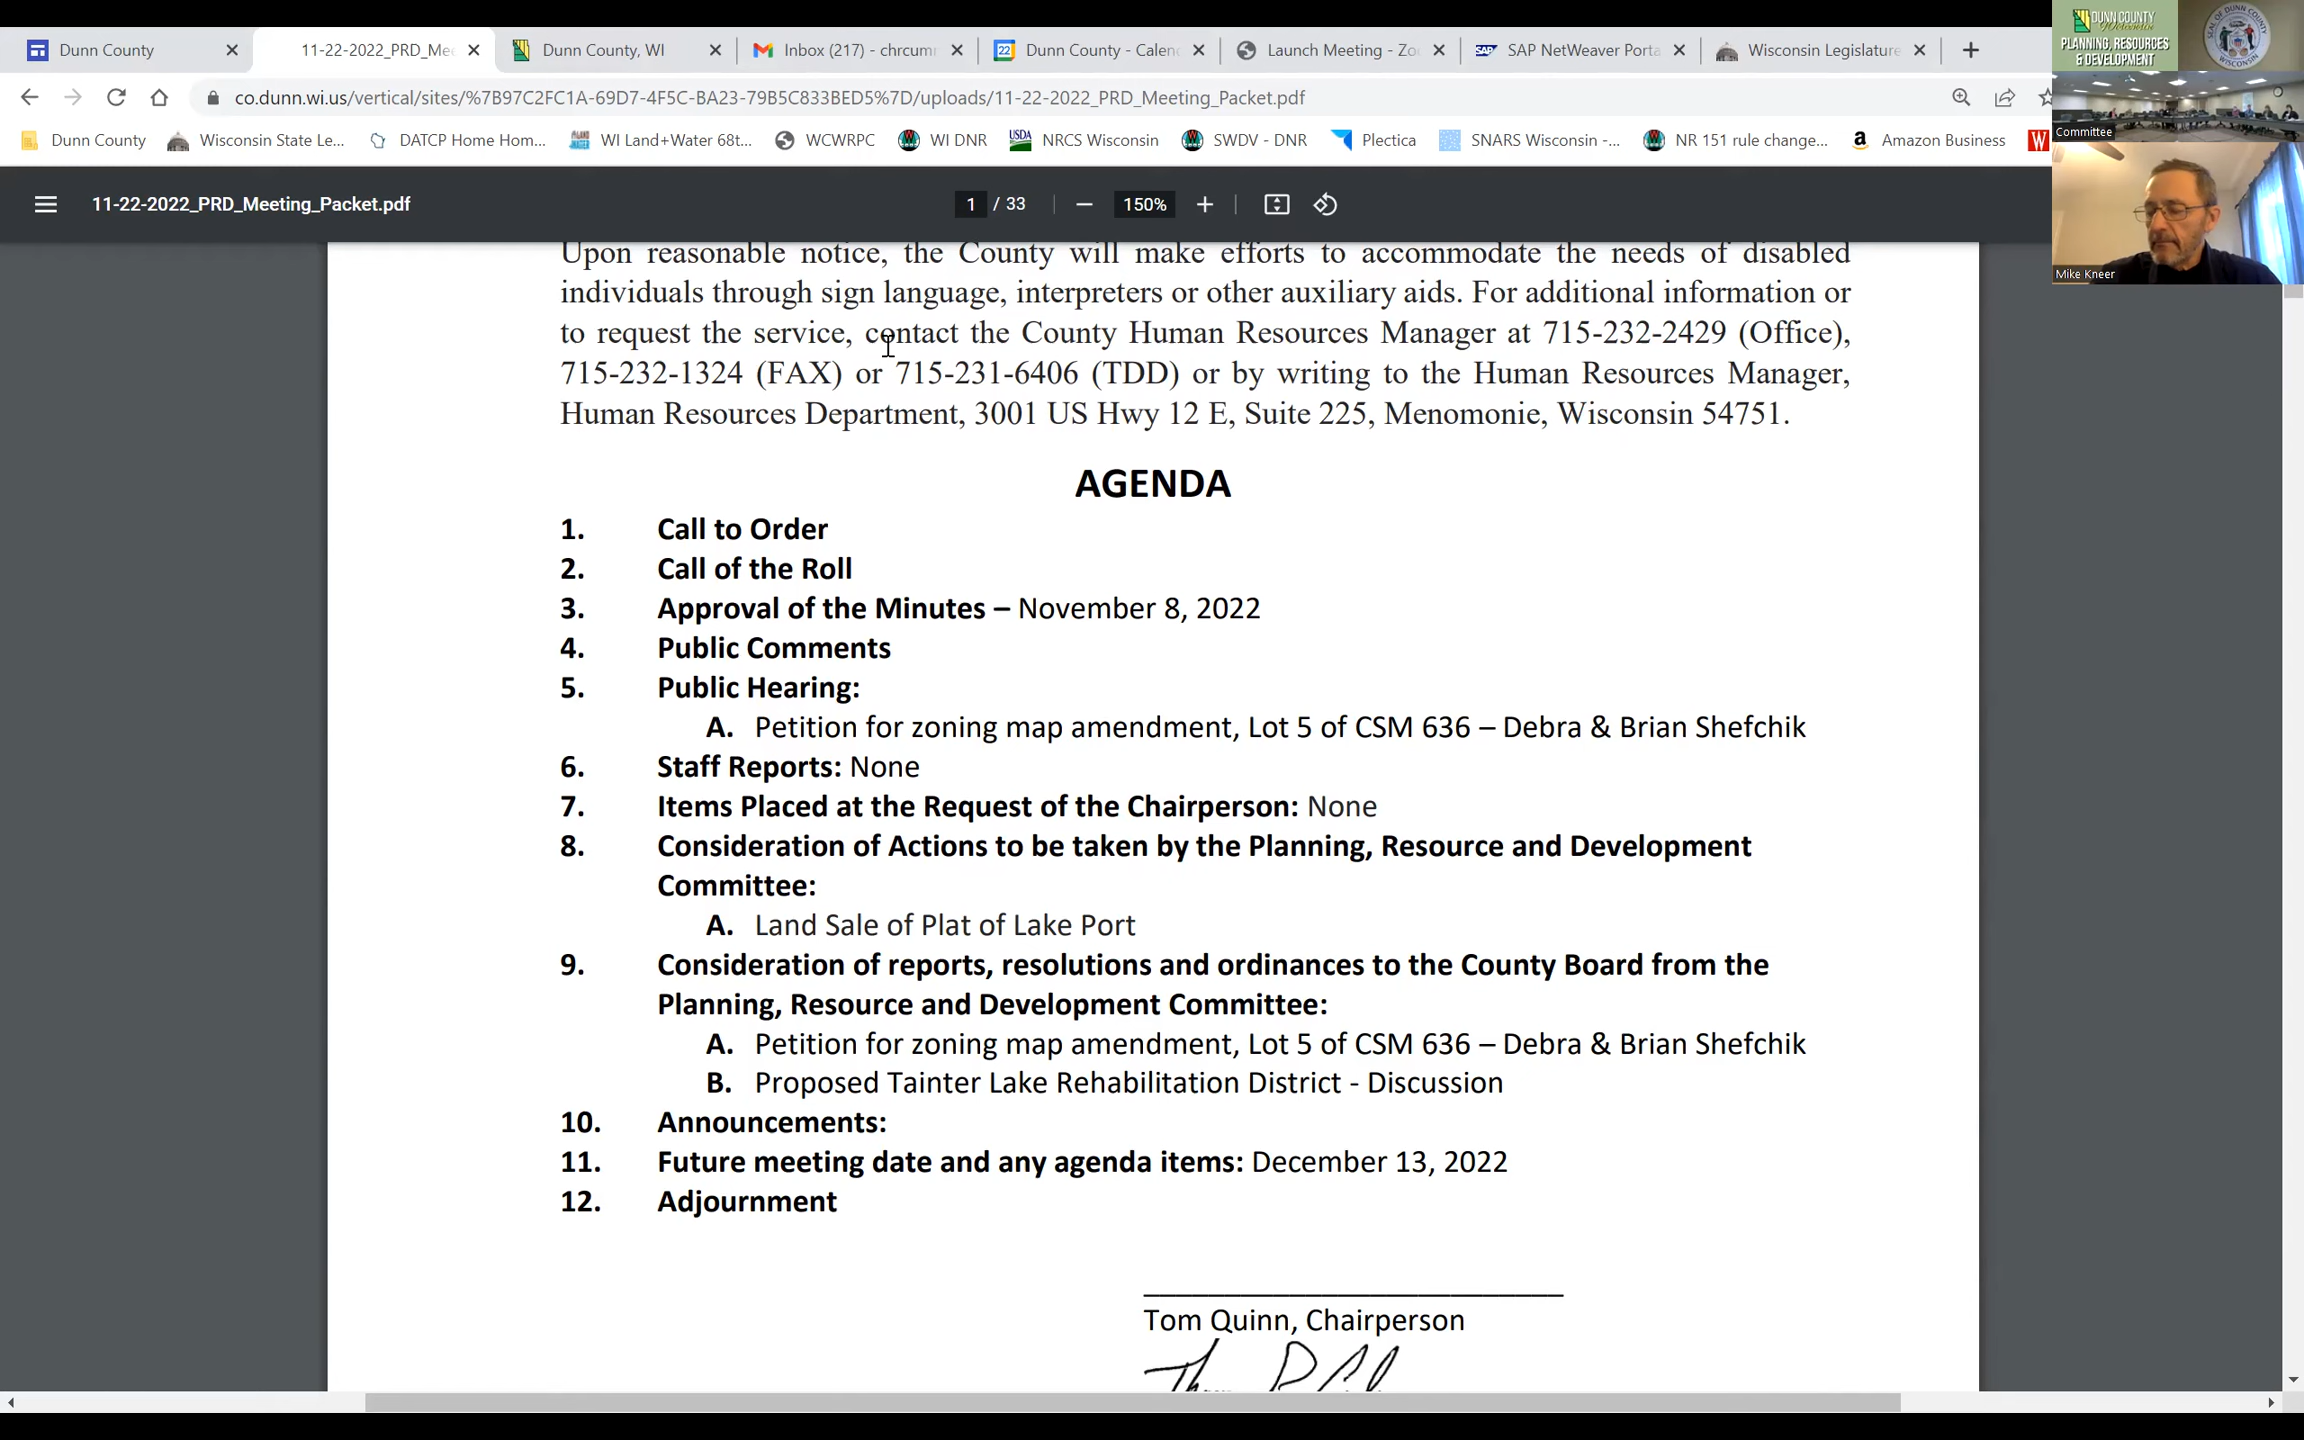 Dunn County
11-22-2022_PRD_Mee
Dunn County, WI
Inbox (217) - chrcumm
22
Dunn County - Calen
Launch Meeting - Zo
SAP
SAP NetWeaver Porta
Wisconsin Legislature
co.dunn.wi.us/vertical/sites/%7B97C2FC1A-69D7-4F5C-BA23-79B5C833BED5%7D/uploads/11-22-2022_PRD_Meeting_Packet.pdf
Dunn County
Wisconsin State Le...
DATCP Home Hom...
WI Land+Water 68t...
WCWRPC
WI DNR
USDA
NRCS Wisconsin
SWDV - DNR
Plectica
SNARS Wisconsin -...
NR 151 rule change...
Amazon Business
W
DUNN COUNTY
Wisconsin
PLANNING, RESOURCES
& DEVELOPMENT
SEAL OF DUNN COUNTY
WISCONSIN
Committee
Mike Kneer
11-22-2022_PRD_Meeting_Packet.pdf
1 / 33
150%
Upon reasonable notice, the County will make efforts to accommodate the needs of disabled
individuals through sign language, interpreters or other auxiliary aids. For additional information or
to request the service, contact the County Human Resources Manager at 715-232-2429 (Office),
715-232-1324 (FAX) or 715-231-6406 (TDD) or by writing to the Human Resources Manager,
Human Resources Department, 3001 US Hwy 12 E, Suite 225, Menomonie, Wisconsin 54751.
AGENDA
1. Call to Order
2. Call of the Roll
3. Approval of the Minutes – November 8, 2022
4. Public Comments
5. Public Hearing:
A. Petition for zoning map amendment, Lot 5 of CSM 636 – Debra & Brian Shefchik
6. Staff Reports: None
7. Items Placed at the Request of the Chairperson: None
8. Consideration of Actions to be taken by the Planning, Resource and Development
Committee:
A. Land Sale of Plat of Lake Port
9. Consideration of reports, resolutions and ordinances to the County Board from the
Planning, Resource and Development Committee:
A. Petition for zoning map amendment, Lot 5 of CSM 636 – Debra & Brian Shefchik
B. Proposed Tainter Lake Rehabilitation District - Discussion
10. Announcements:
11. Future meeting date and any agenda items: December 13, 2022
12. Adjournment
Tom Quinn, Chairperson